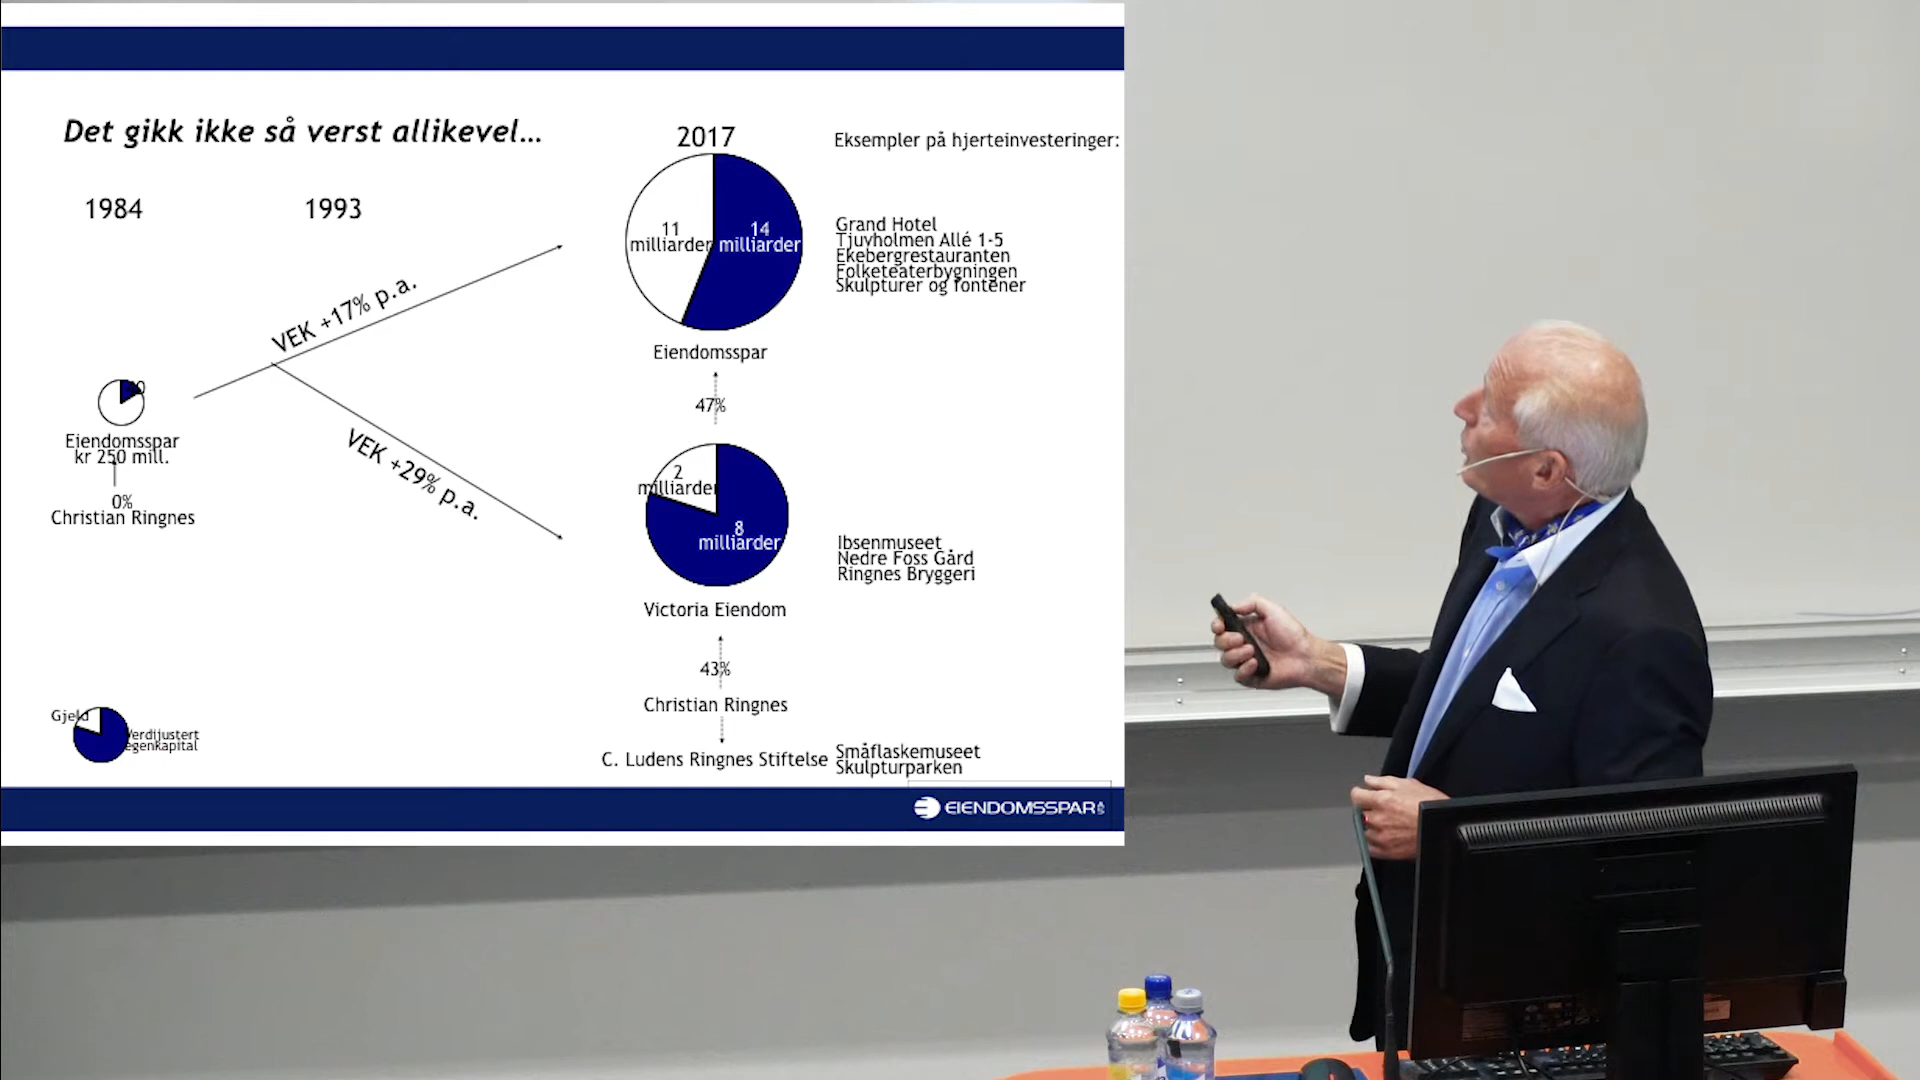 Det gikk ikke så verst allikevel...
1984
1993
2017
Eksempler på hjerteinvesteringer:
11
milliarder
14
milliarder
Grand Hotel
Tjuvholmen Allé 1-5
Ekebergrestauranten
Folketeaterbygningen
Skulpturer og fontener
VEK +17% p.a.
Eiendomsspar
47%
Eiendomsspar
kr 250 mill.
0%
Christian Ringnes
VEK +29% p.a.
2
milliarder
8
milliarder
Ibsenmuseet
Nedre Foss Gård
Ringnes Bryggeri
Victoria Eiendom
43%
Christian Ringnes
C. Ludens Ringnes Stiftelse
Småflaskemuseet
Skulpturparken
Gjeld
Verdijustert
egenkapital
EIENDOMSSPAR AS